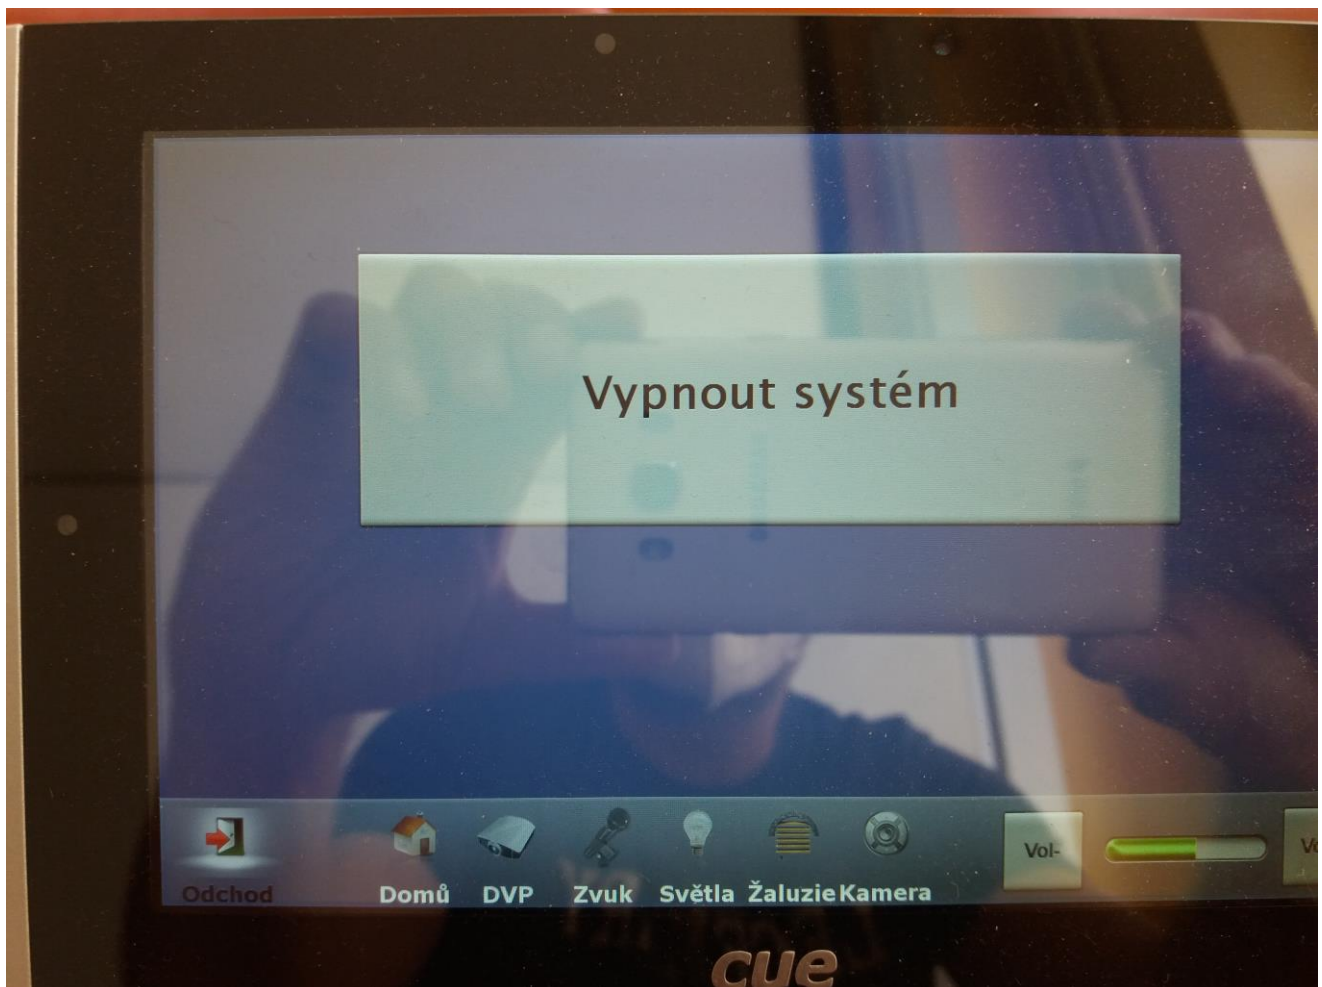 Vypnout systém
Odchod Domů DVP Zvuk Světla Žaluzie Kamera Vol-
cue